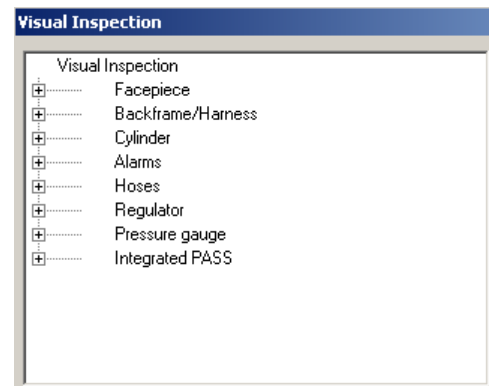 Visual Inspection
Visual Inspection
Facepiece
Backframe/Harness
Cylinder
Alarms
Hoses
Regulator
Pressure gauge
Integrated PASS